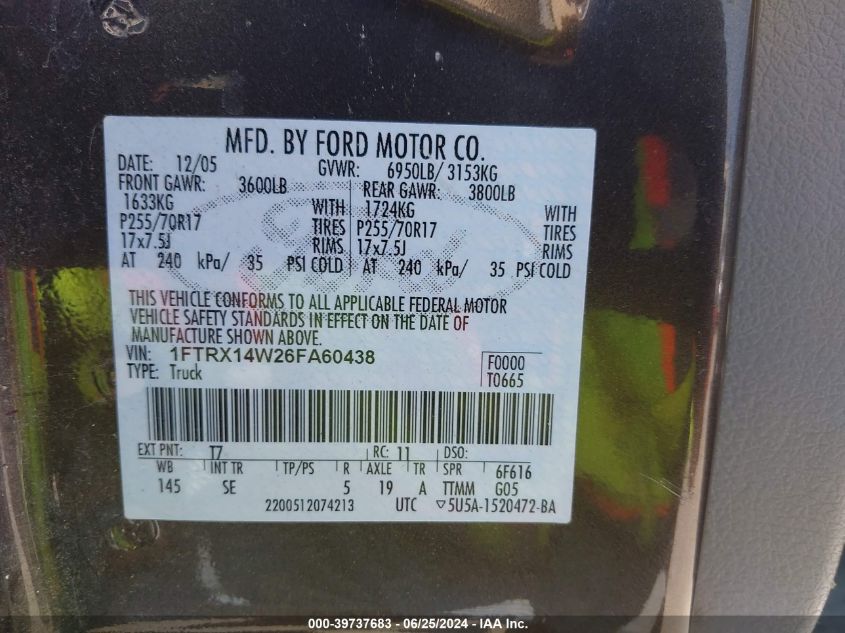 MFD. BY FORD MOTOR CO.
DATE: 12/05 GVWR: 6950LB/ 3153KG
FRONT GAWR: 3600LB REAR GAWR: 3800LB
1633KG WITH 1724KG WITH
P255/70R17 TIRES P255/70R17 TIRES
17x7.5J RIMS 17x7.5J RIMS
AT 240 kPa/ 35 PSI COLD AT 240 kPa/ 35 PSI COLD
THIS VEHICLE CONFORMS TO ALL APPLICABLE FEDERAL MOTOR
VEHICLE SAFETY STANDARDS IN EFFECT ON THE DATE OF
MANUFACTURE SHOWN ABOVE.
VIN: 1FTRX14W26FA60438 F0000
TYPE: Truck T0665
EXT PNT: T7 RC: 11 DSO:
WB INT TR TP/PS R AXLE TR SPR 6F616
145 SE 5 19 A TTMM G05
2200512074213 UTC ▽5U5A-1520472-BA
000-39737683 - 06/25/2024 - IAAI.com